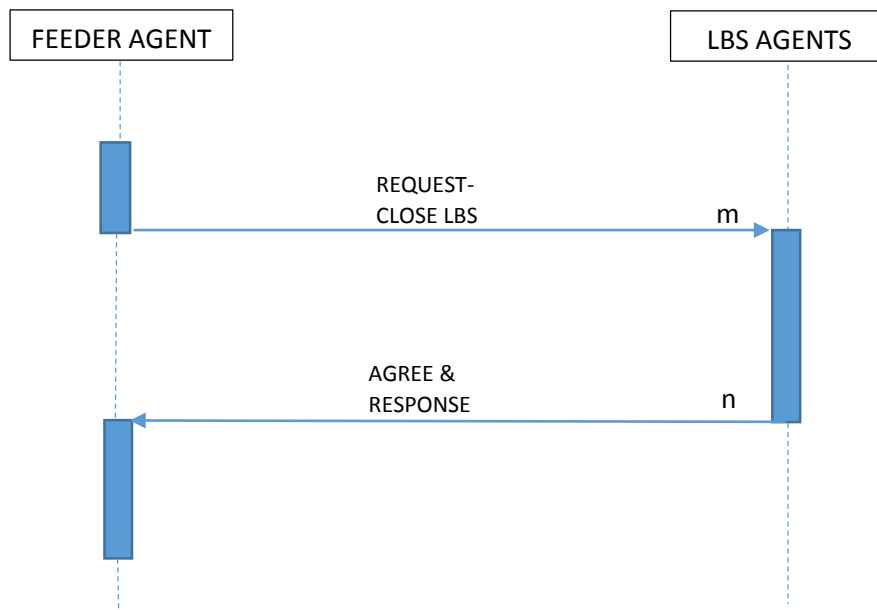 FEEDER AGENT
LBS AGENTS
REQUEST-
CLOSE LBS
m
AGREE &
RESPONSE
n